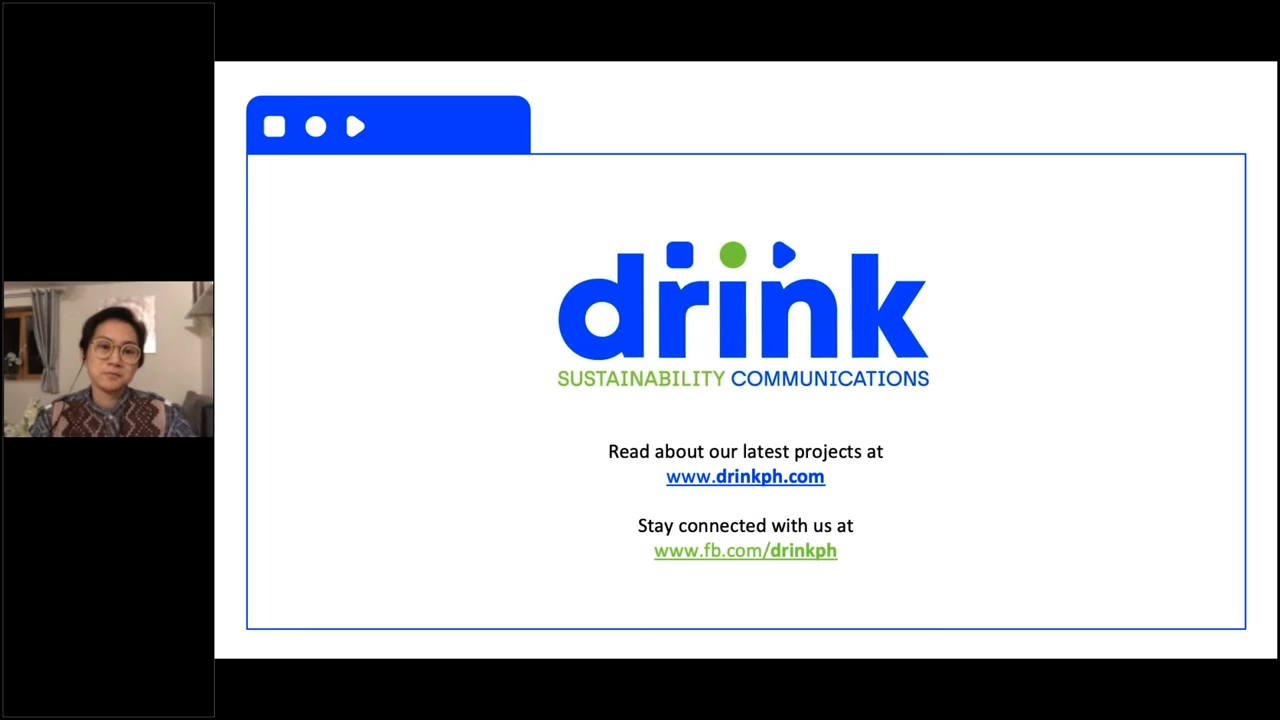 drink
SUSTAINABILITY COMMUNICATIONS
Read about our latest projects at
www.drinkph.com
Stay connected with us at
www.fb.com/drinkph